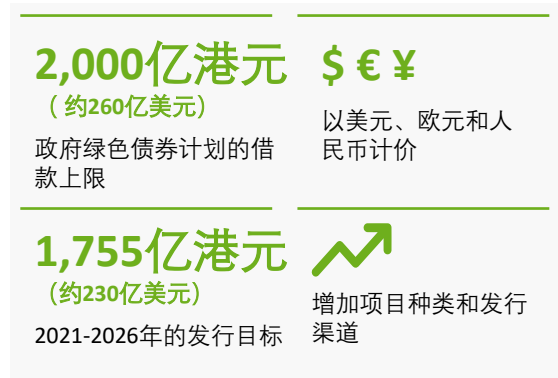 2,000亿港元
（ 约260亿美元）
政府绿色债券计划的借
款上限
$ € ¥
以美元、欧元和人
民币计价
1,755亿港元
（约230亿美元）
2021-2026年的发行目标
增加项目种类和发行
渠道